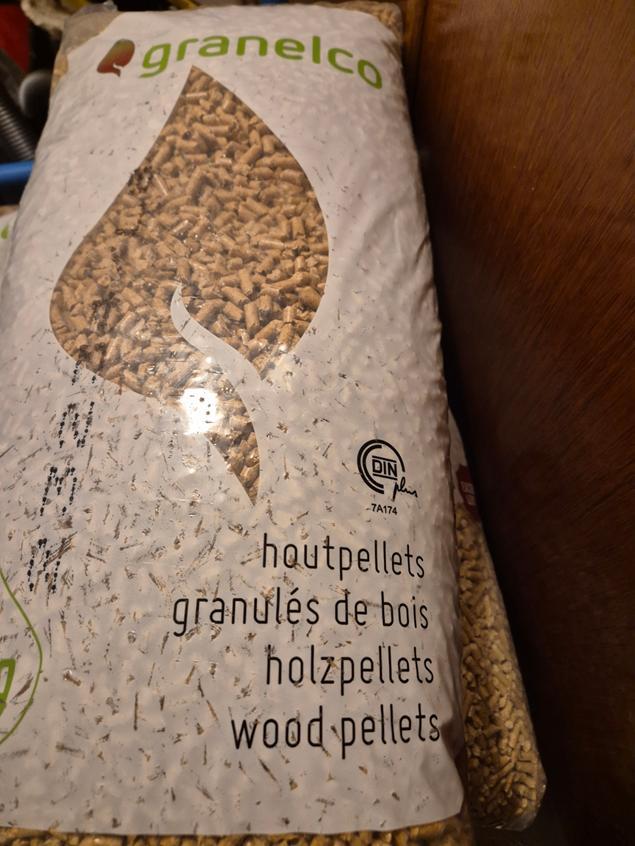 granelco
DIN
plus
7A174
houtpellets
granulés de bois
holzpellets
wood pellets